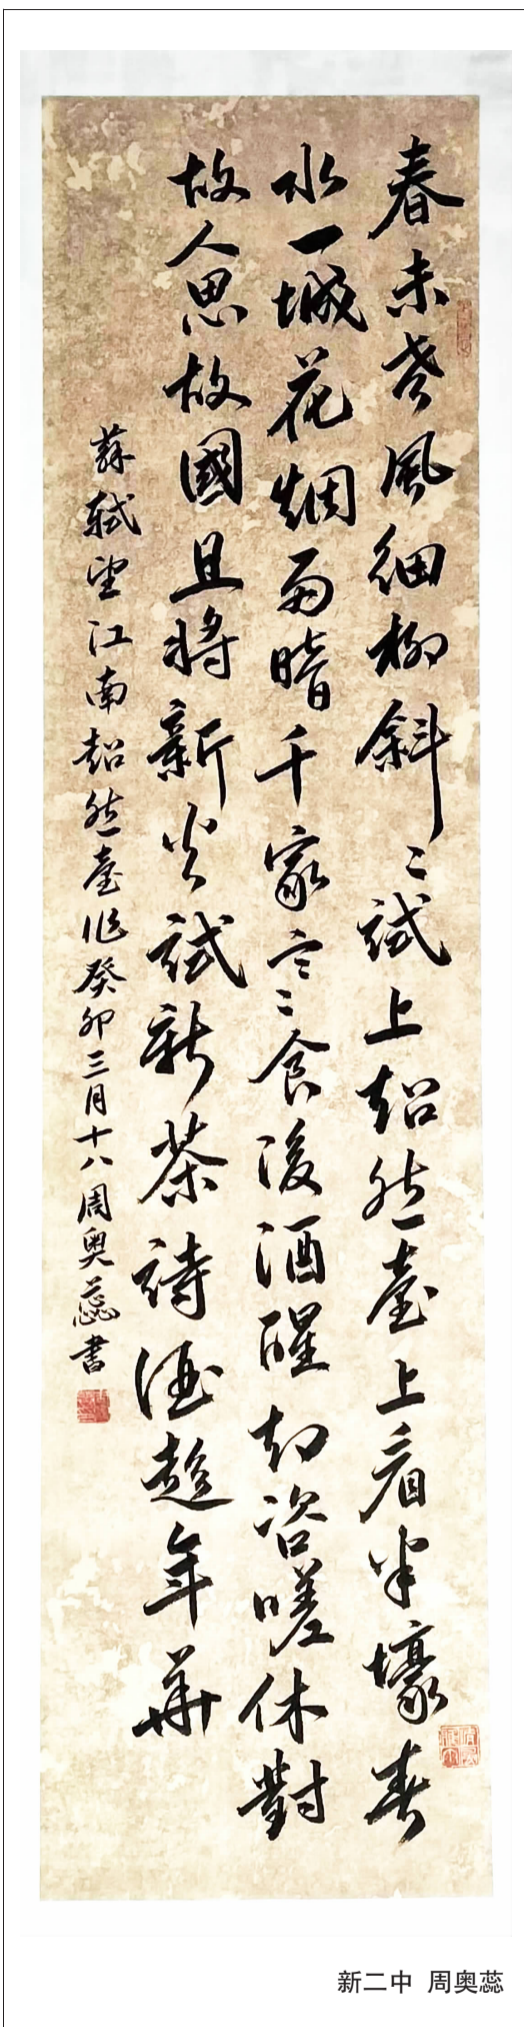 春未老風細柳斜〻試上超然臺上看半壕春
水一城花烟雨暗千家寒食後酒醒却咨嗟休對
故人思故國且將新火試新茶詩酒趁年華
蘇軾望江南超然臺作癸卯三月十八周奥蕊書
新二中 周奥蕊